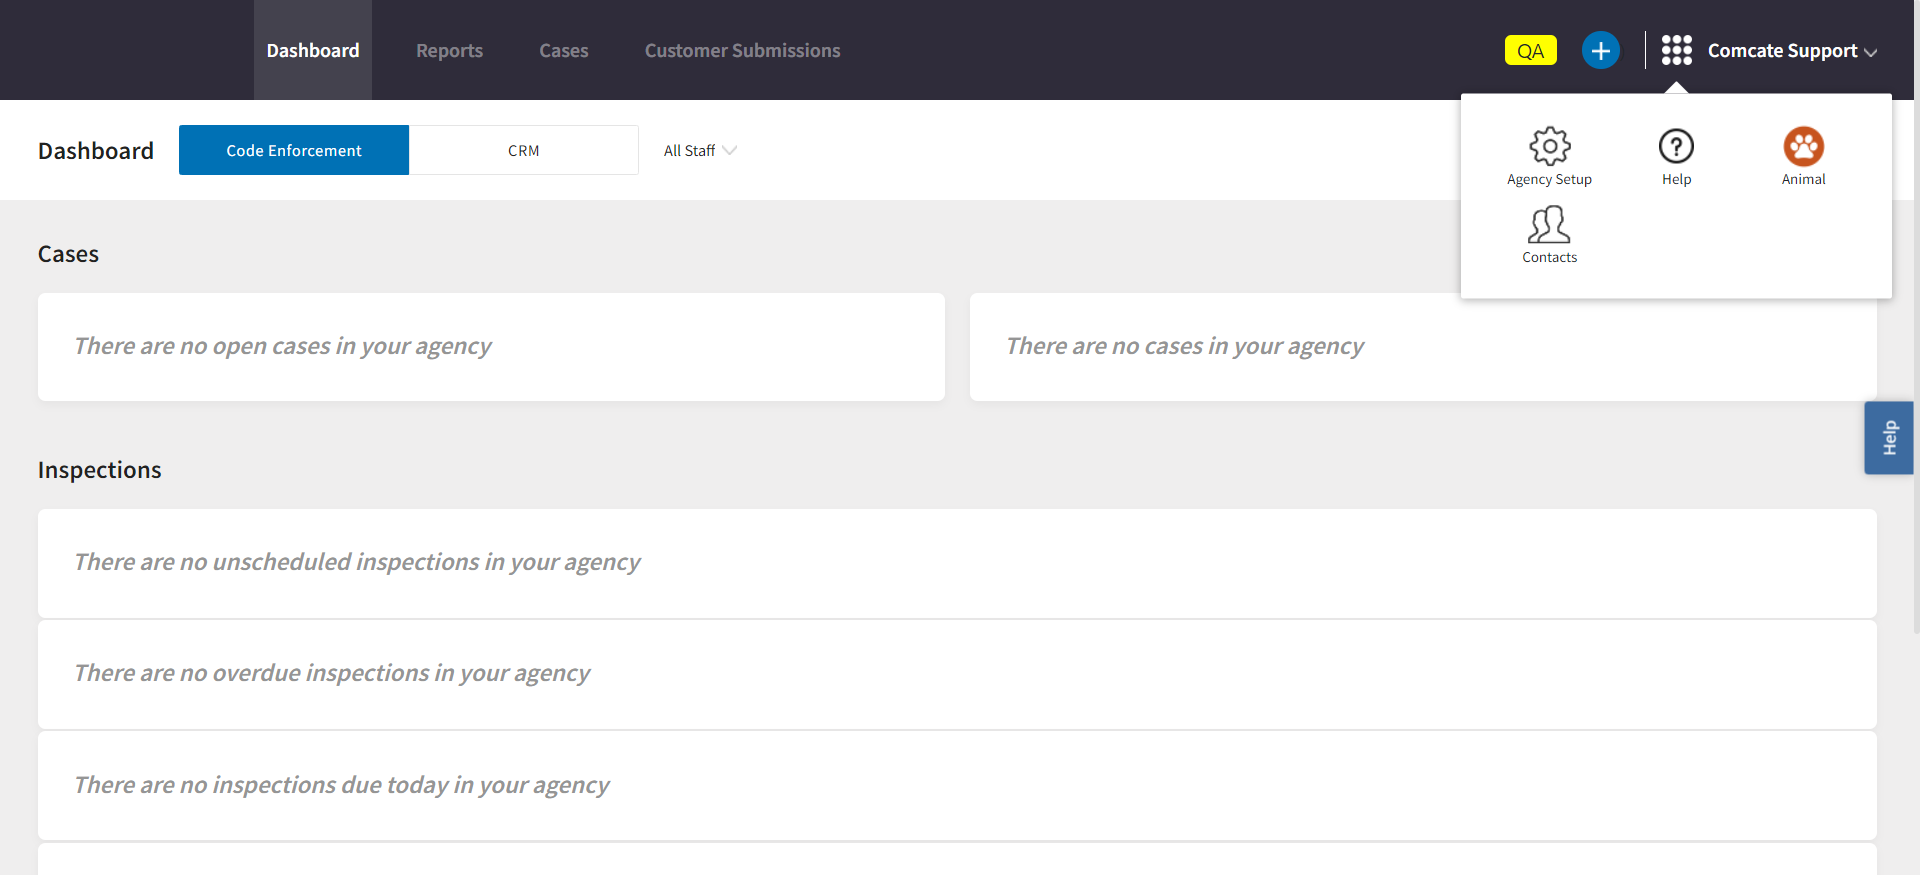 Dashboard
Reports
Cases
Customer Submissions
QA
Comcate Support
Dashboard
Code Enforcement
CRM
All Staff
Agency Setup
Help
Animal
Contacts
Cases
There are no open cases in your agency
There are no cases in your agency
Help
Inspections
There are no unscheduled inspections in your agency
There are no overdue inspections in your agency
There are no inspections due today in your agency